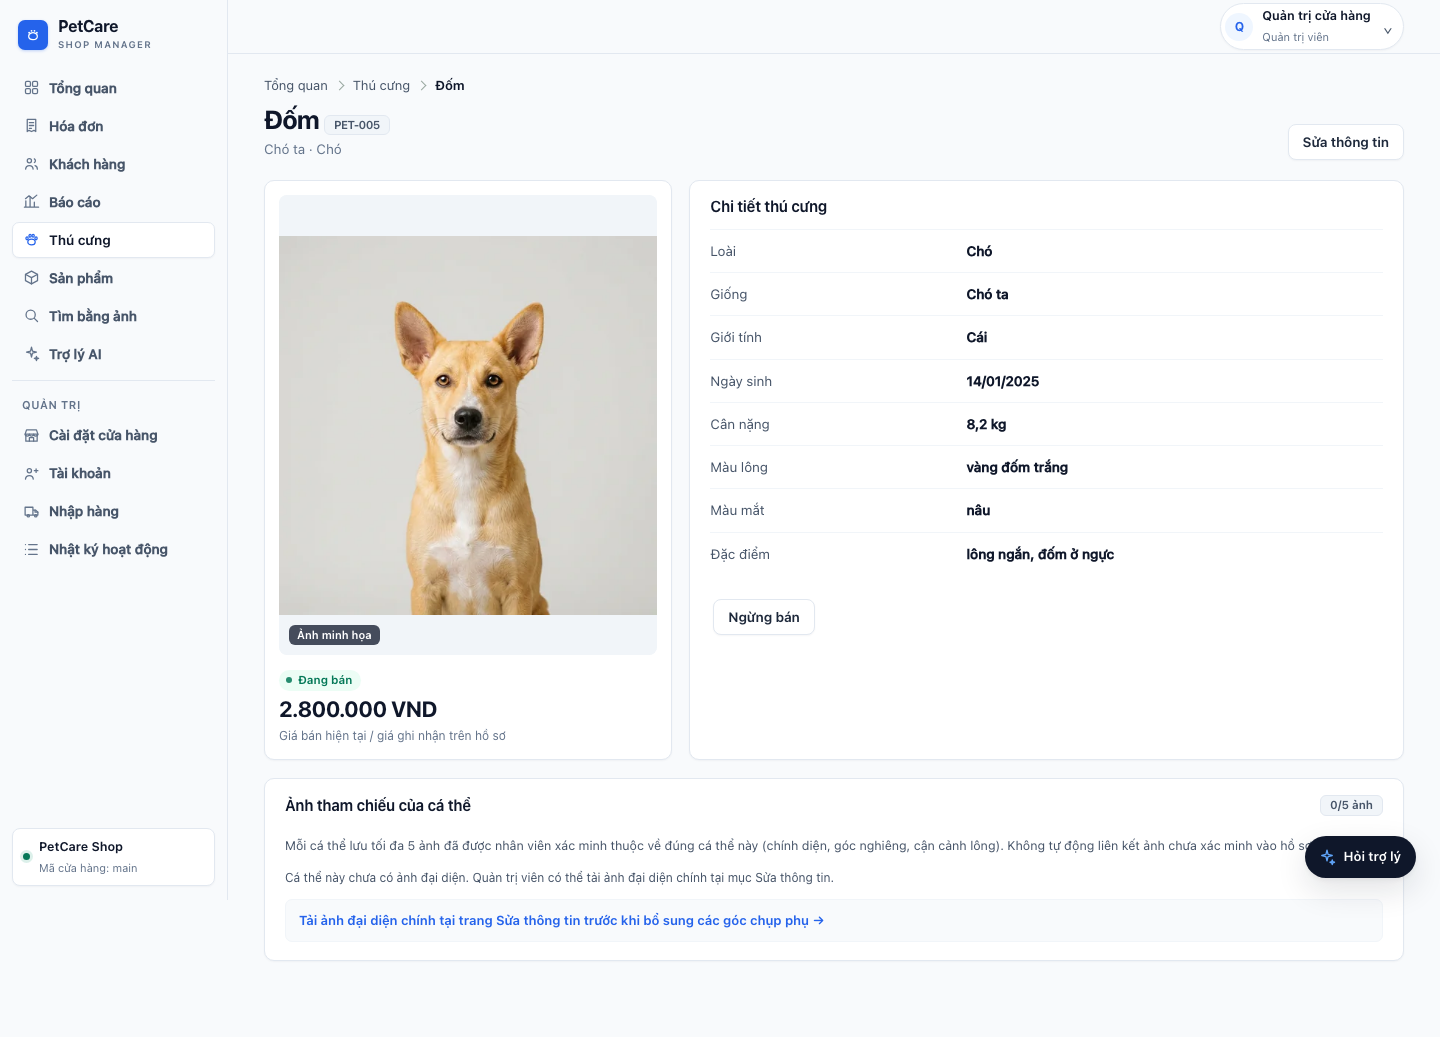 PetCare
SHOP MANAGER
Tổng quan
Hóa đơn
Khách hàng
Báo cáo
Thú cưng
Sản phẩm
Tìm bằng ảnh
Trợ lý AI
QUẢN TRỊ
Cài đặt cửa hàng
Tài khoản
Nhập hàng
Nhật ký hoạt động
PetCare Shop
Mã cửa hàng: main
Q
Quản trị cửa hàng
Quản trị viên
Tổng quan
Thú cưng
Đốm
Đốm PET-005
Chó ta · Chó
Sửa thông tin
Ảnh minh họa
Đang bán
2.800.000 VND
Giá bán hiện tại / giá ghi nhận trên hồ sơ
Chi tiết thú cưng
Loài Chó
Giống Chó ta
Giới tính Cái
Ngày sinh 14/01/2025
Cân nặng 8,2 kg
Màu lông vàng đốm trắng
Màu mắt nâu
Đặc điểm lông ngắn, đốm ở ngực
Ngừng bán
Ảnh tham chiếu của cá thể
0/5 ảnh
Mỗi cá thể lưu tối đa 5 ảnh đã được nhân viên xác minh thuộc về đúng cá thể này (chính diện, góc nghiêng, cận cảnh lông). Không tự động liên kết ảnh chưa xác minh vào hồ
Cá thể này chưa có ảnh đại diện. Quản trị viên có thể tải ảnh đại diện chính tại mục Sửa thông tin.
Tải ảnh đại diện chính tại trang Sửa thông tin trước khi bổ sung các góc chụp phụ →
Hỏi trợ lý